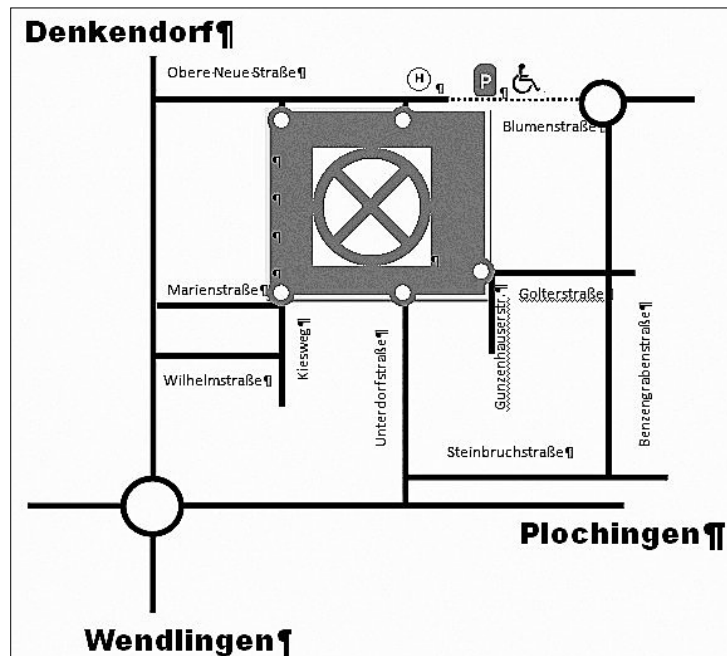 Denkendorf¶
Obere·Neue·Straße¶
H ¶
P ¶
Blumenstraße¶
¶
¶
¶
¶
¶
Marienstraße¶
Golterstraße¶
Kiesweg¶
Unterdorfstraße¶
Gunzenhauserstr.¶
Benzengrabenstraße¶
Wilhelmstraße¶
Steinbruchstraße¶
Plochingen¶
Wendlingen¶